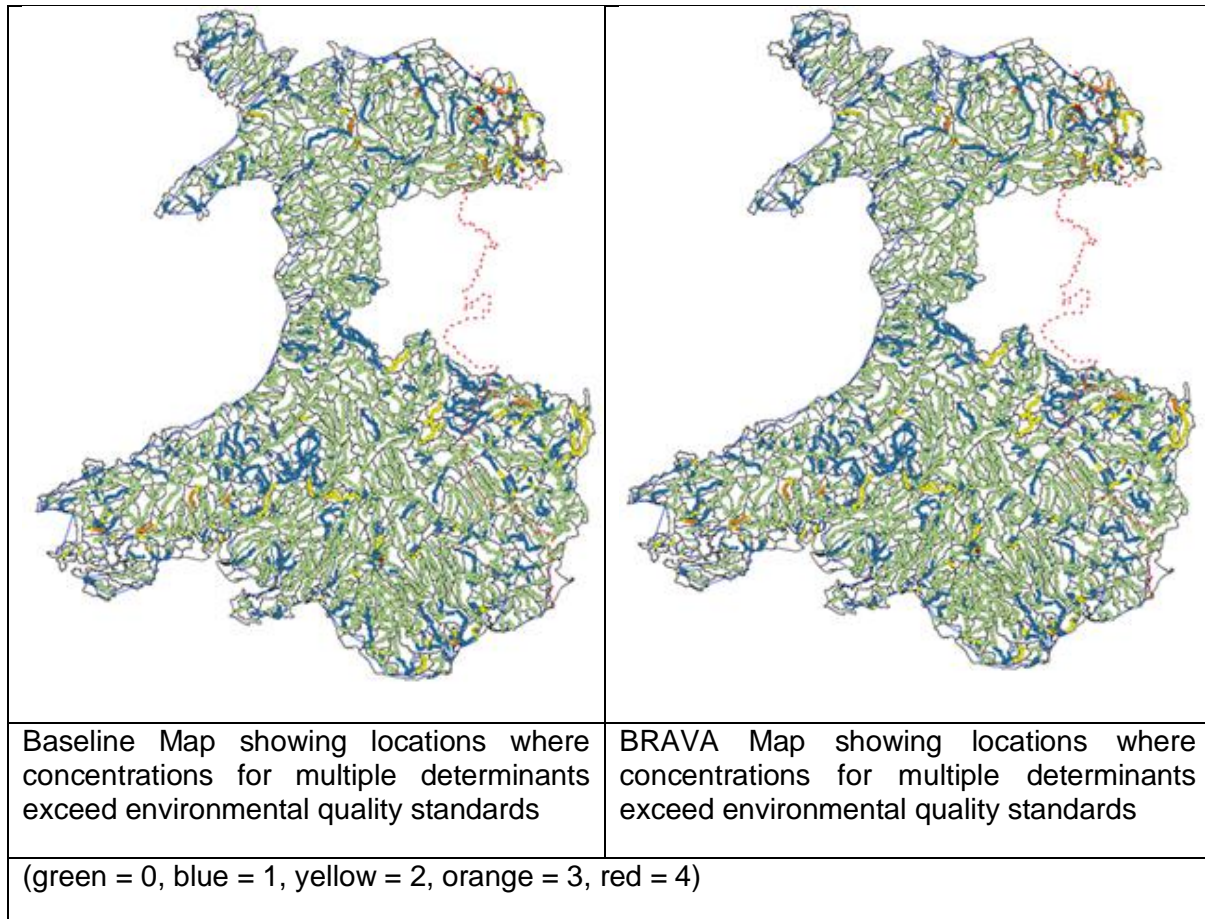 Baseline Map showing locations where
concentrations for multiple determinants
exceed environmental quality standards
BRAVA Map showing locations where
concentrations for multiple determinants
exceed environmental quality standards
(green = 0, blue = 1, yellow = 2, orange = 3, red = 4)